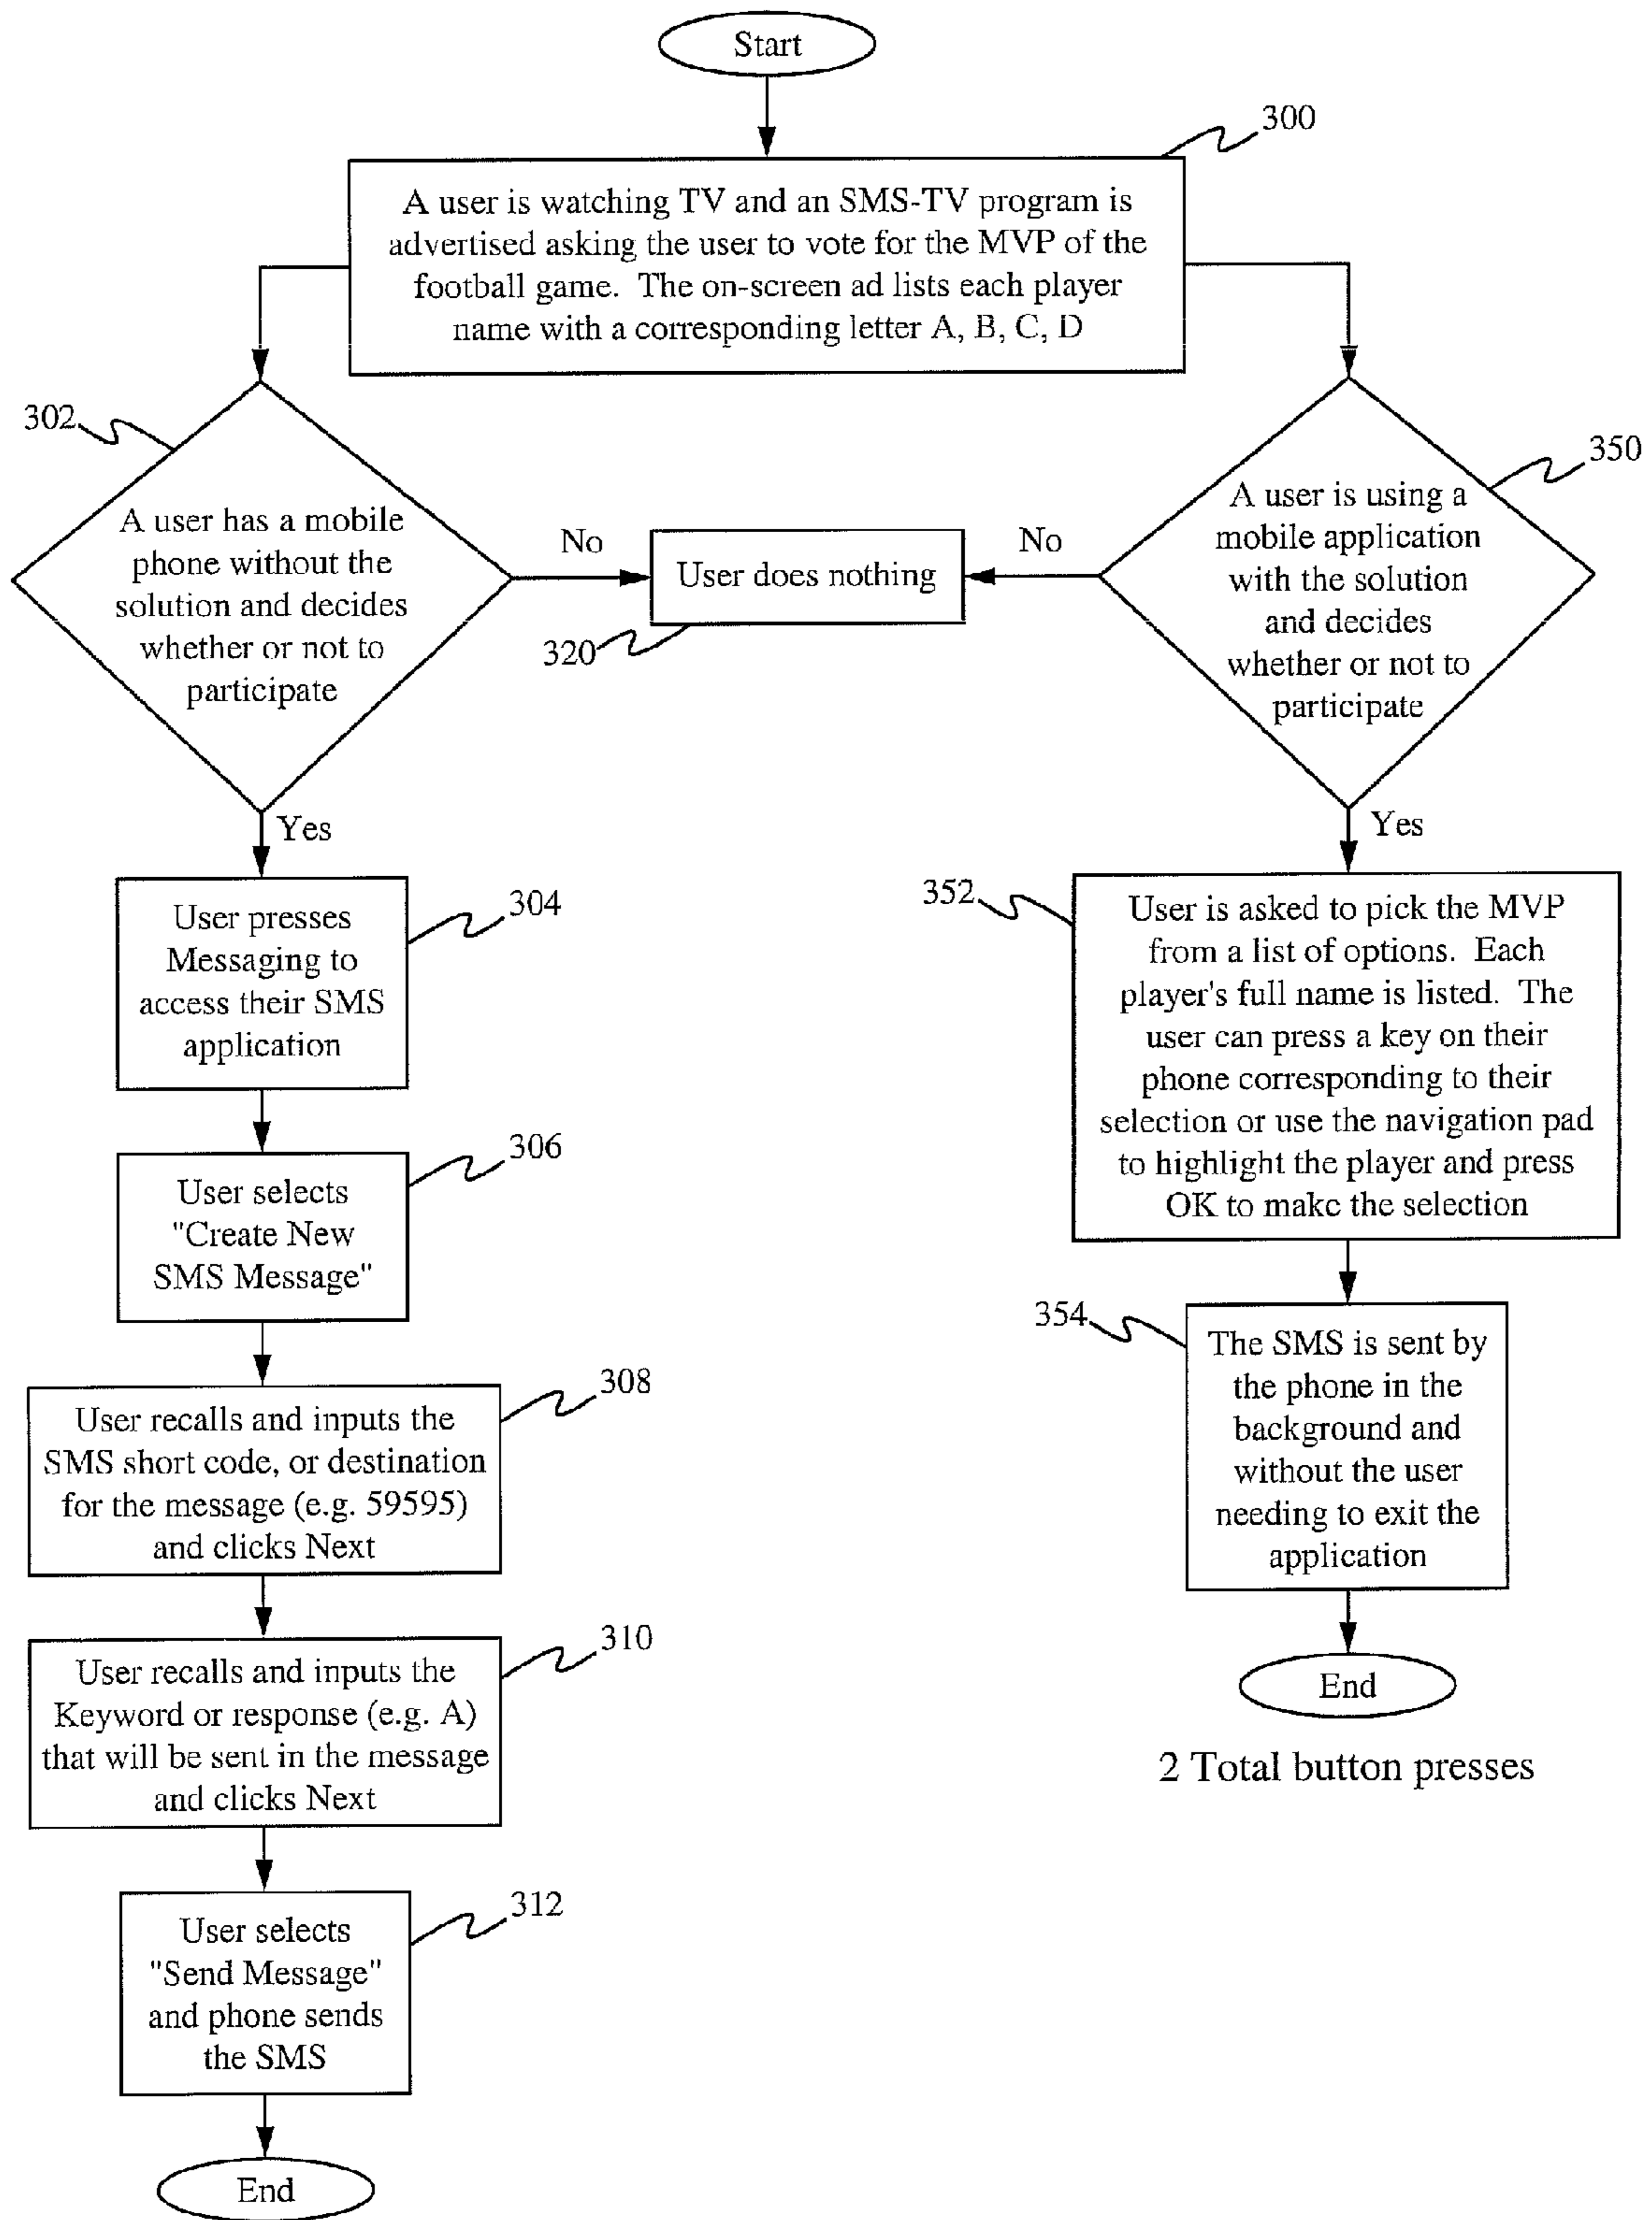 Start
300
A user is watching TV and an SMS-TV program is
advertised asking the user to vote for the MVP of the
football game. The on-screen ad lists each player
name with a corresponding letter A, B, C, D
302
A user has a mobile
phone without the
solution and decides
whether or not to
participate
No
User does nothing
320
No
350
A user is using a
mobile application
with the solution
and decides
whether or not to
participate
Yes
304
User presses
Messaging to
access their SMS
application
306
User selects
"Create New
SMS Message"
308
User recalls and inputs the
SMS short code, or destination
for the message (e.g. 59595)
and clicks Next
310
User recalls and inputs the
Keyword or response (e.g. A)
that will be sent in the message
and clicks Next
312
User selects
"Send Message"
and phone sends
the SMS
End
Yes
352
User is asked to pick the MVP
from a list of options. Each
player's full name is listed. The
user can press a key on their
phone corresponding to their
selection or use the navigation pad
to highlight the player and press
OK to make the selection
354
The SMS is sent by
the phone in the
background and
without the user
needing to exit the
application
End
2 Total button presses